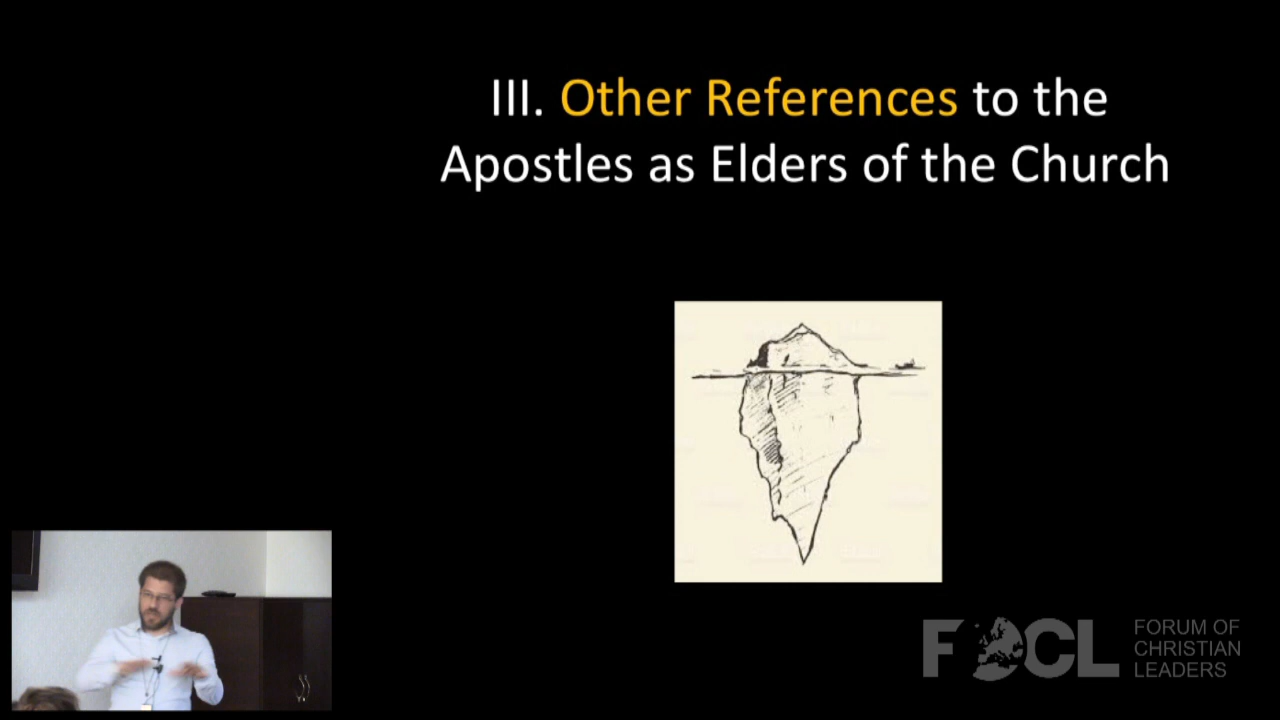 III. Other References to the
Apostles as Elders of the Church
FOCL
FORUM OF
CHRISTIAN
LEADERS